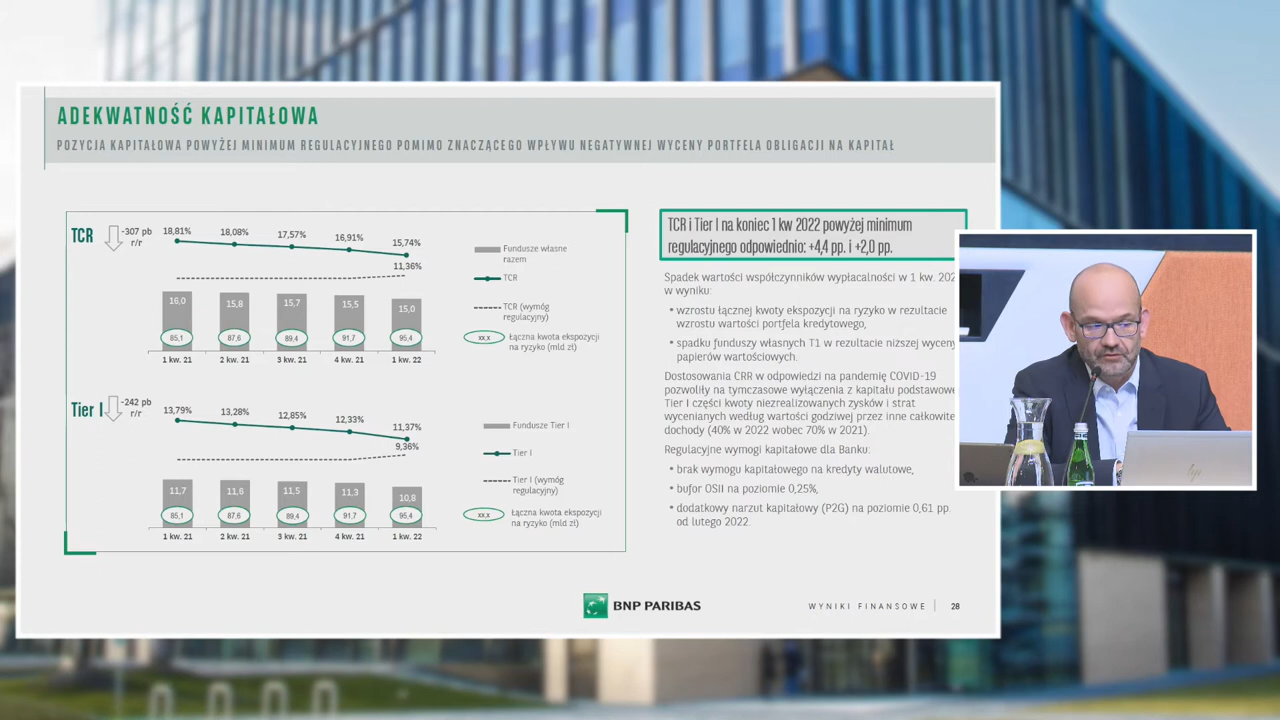 ADEKWATNOŚĆ KAPITAŁOWA
POZYCJA KAPITAŁOWA POWYŻEJ MINIMUM REGULACYJNEGO POMIMO ZNACZĄCEGO WPŁYWU NEGATYWNEJ WYCENY PORTFELA OBLIGACJI NA KAPITAŁ
TCR
-307 pb
r/r
18,81% 18,08% 17,57% 16,91% 15,74%
11,36%
16,0 15,8 15,7 15,5 15,0
85,1 87,6 89,4 91,7 95,4
1 kw. 21 2 kw. 21 3 kw. 21 4 kw. 21 1 kw. 22
Fundusze własne
razem
TCR
TCR (wymóg
regulacyjny)
xx,x Łączna kwota ekspozycji
na ryzyko (mld zł)
Tier I
-242 pb
r/r
13,79% 13,28% 12,85% 12,33% 11,37%
9,36%
11,7 11,6 11,5 11,3 10,8
85,1 87,6 89,4 91,7 95,4
1 kw. 21 2 kw. 21 3 kw. 21 4 kw. 21 1 kw. 22
Fundusze Tier I
Tier I
Tier I (wymóg
regulacyjny)
xx,x Łączna kwota ekspozycji
na ryzyko (mld zł)
TCR i Tier I na koniec 1 kw 2022 powyżej minimum
regulacyjnego odpowiednio: +4,4 pp. i +2,0 pp.
Spadek wartości współczynników wypłacalności w 1 kw. 202
w wyniku:
• wzrostu łącznej kwoty ekspozycji na ryzyko w rezultacie
wzrostu wartości portfela kredytowego,
• spadku funduszy własnych T1 w rezultacie niższej wyceny
papierów wartościowych.
Dostosowania CRR w odpowiedzi na pandemię COVID-19
pozwoliły na tymczasowe wyłączenia z kapitału podstawowe
Tier I części kwoty niezrealizowanych zysków i strat
wycenianych według wartości godziwej przez inne całkowite
dochody (40% w 2022 wobec 70% w 2021).
Regulacyjne wymogi kapitałowe dla Banku:
• brak wymogu kapitałowego na kredyty walutowe,
• bufor OSII na poziomie 0,25%,
• dodatkowy narzut kapitałowy (P2G) na poziomie 0,61 pp.
od lutego 2022.
BNP PARIBAS
WYNIKI FINANSOWE 28
hp